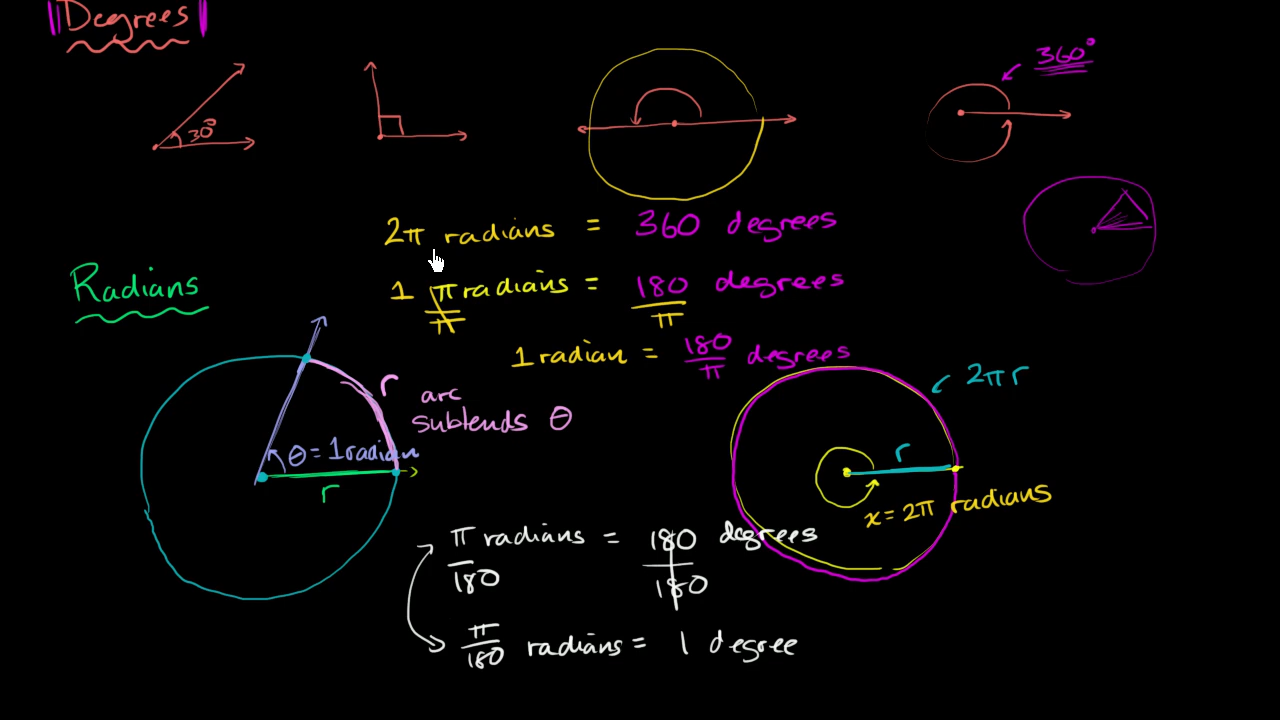 Degrees
30°
360°
2π radians = 360 degrees
Radians
1 π radians = 180 degrees
π π
1 radian = 180/π degrees
r
arc
subtends θ
θ = 1 radian
r
2πr
r
x = 2π radians
π radians = 180 degrees
180 180
π/180 radians = 1 degree